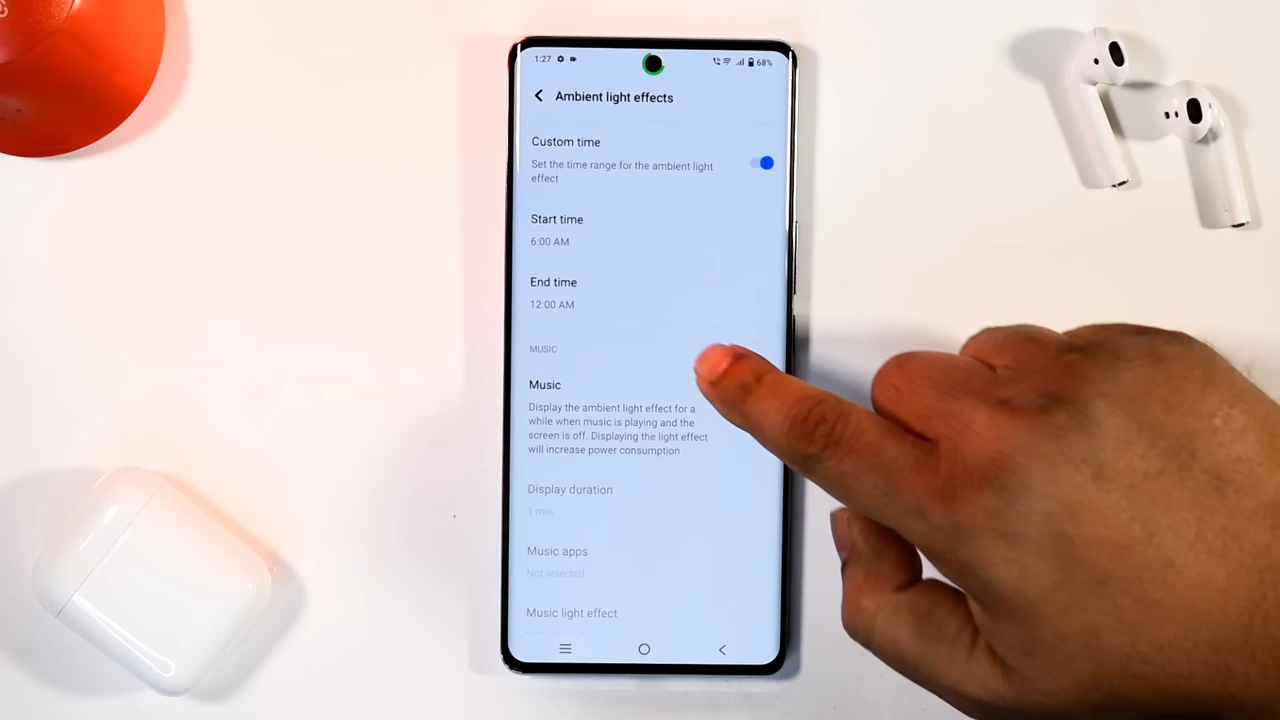 1:27
68%
Ambient light effects
Custom time
Set the time range for the ambient light
effect
Start time
6:00 AM
End time
12:00 AM
MUSIC
Music
Display the ambient light effect for a
while when music is playing and the
screen is off. Displaying the light effect
will increase power consumption
Display duration
1 min
Music apps
Not selected
Music light effect